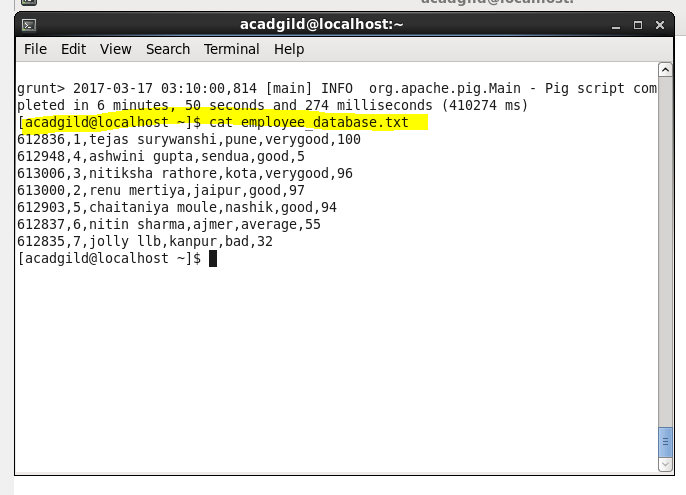 acadgild@localhost:
acadgild@localhost:~
File Edit View Search Terminal Help
grunt> 2017-03-17 03:10:00,814 [main] INFO  org.apache.pig.Main - Pig script com
pleted in 6 minutes, 50 seconds and 274 milliseconds (410274 ms)
[acadgild@localhost ~]$ cat employee_database.txt
612836,1,tejas surywanshi,pune,verygood,100
612948,4,ashwini gupta,sendua,good,5
613006,3,nitiksha rathore,kota,verygood,96
613000,2,renu mertiya,jaipur,good,97
612903,5,chaitaniya moule,nashik,good,94
612837,6,nitin sharma,ajmer,average,55
612835,7,jolly llb,kanpur,bad,32
[acadgild@localhost ~]$